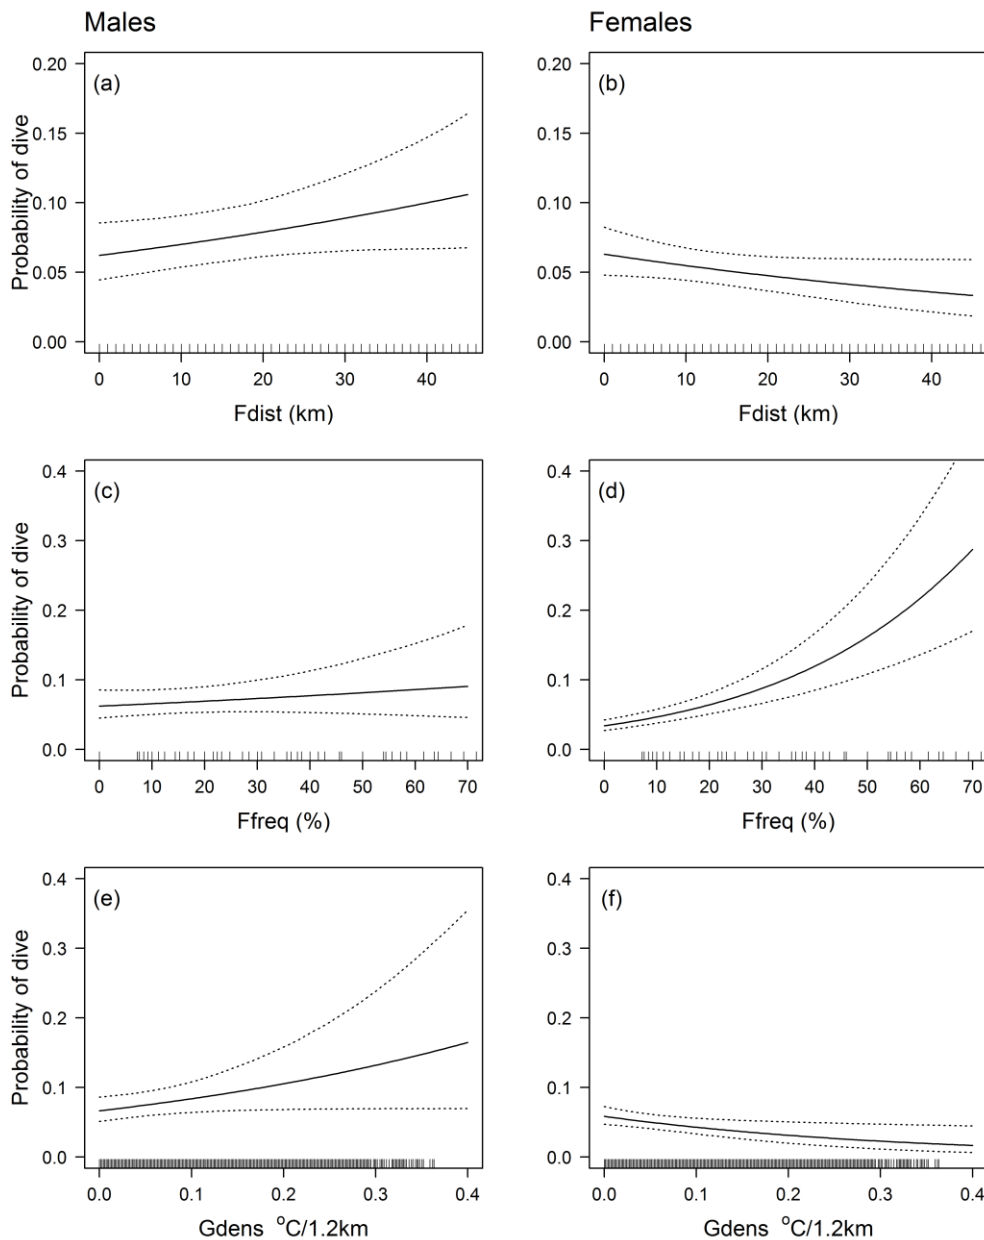 Males
Females
(a)
(b)
Probability of dive
0.20
0.15
0.10
0.05
0.00
0.20
0.15
0.10
0.05
0.00
0 10 20 30 40
0 10 20 30 40
Fdist (km)
Fdist (km)
(c)
(d)
Probability of dive
0.4
0.3
0.2
0.1
0.0
0.4
0.3
0.2
0.1
0.0
0 10 20 30 40 50 60 70
0 10 20 30 40 50 60 70
Ffreq (%)
Ffreq (%)
(e)
(f)
Probability of dive
0.4
0.3
0.2
0.1
0.0
0.4
0.3
0.2
0.1
0.0
0.0 0.1 0.2 0.3 0.4
0.0 0.1 0.2 0.3 0.4
Gdens °C/1.2km
Gdens °C/1.2km